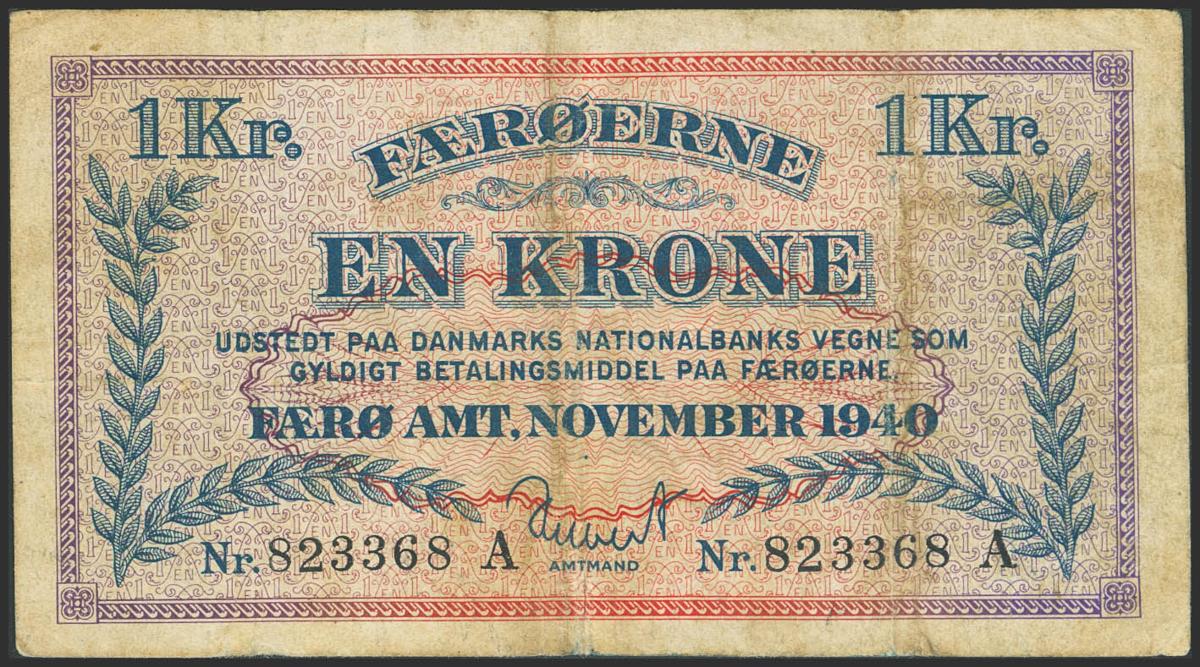 1 Kr. 1 Kr.
FÆRØERNE
EN KRONE
UDSTEDT PAA DANMARKS NATIONALBANKS VEGNE SOM
GYLDIGT BETALINGSMIDDEL PAA FÆRØERNE.
FÆRØ AMT, NOVEMBER 1940
AMTMAND
Nr. 823368 A Nr. 823368 A